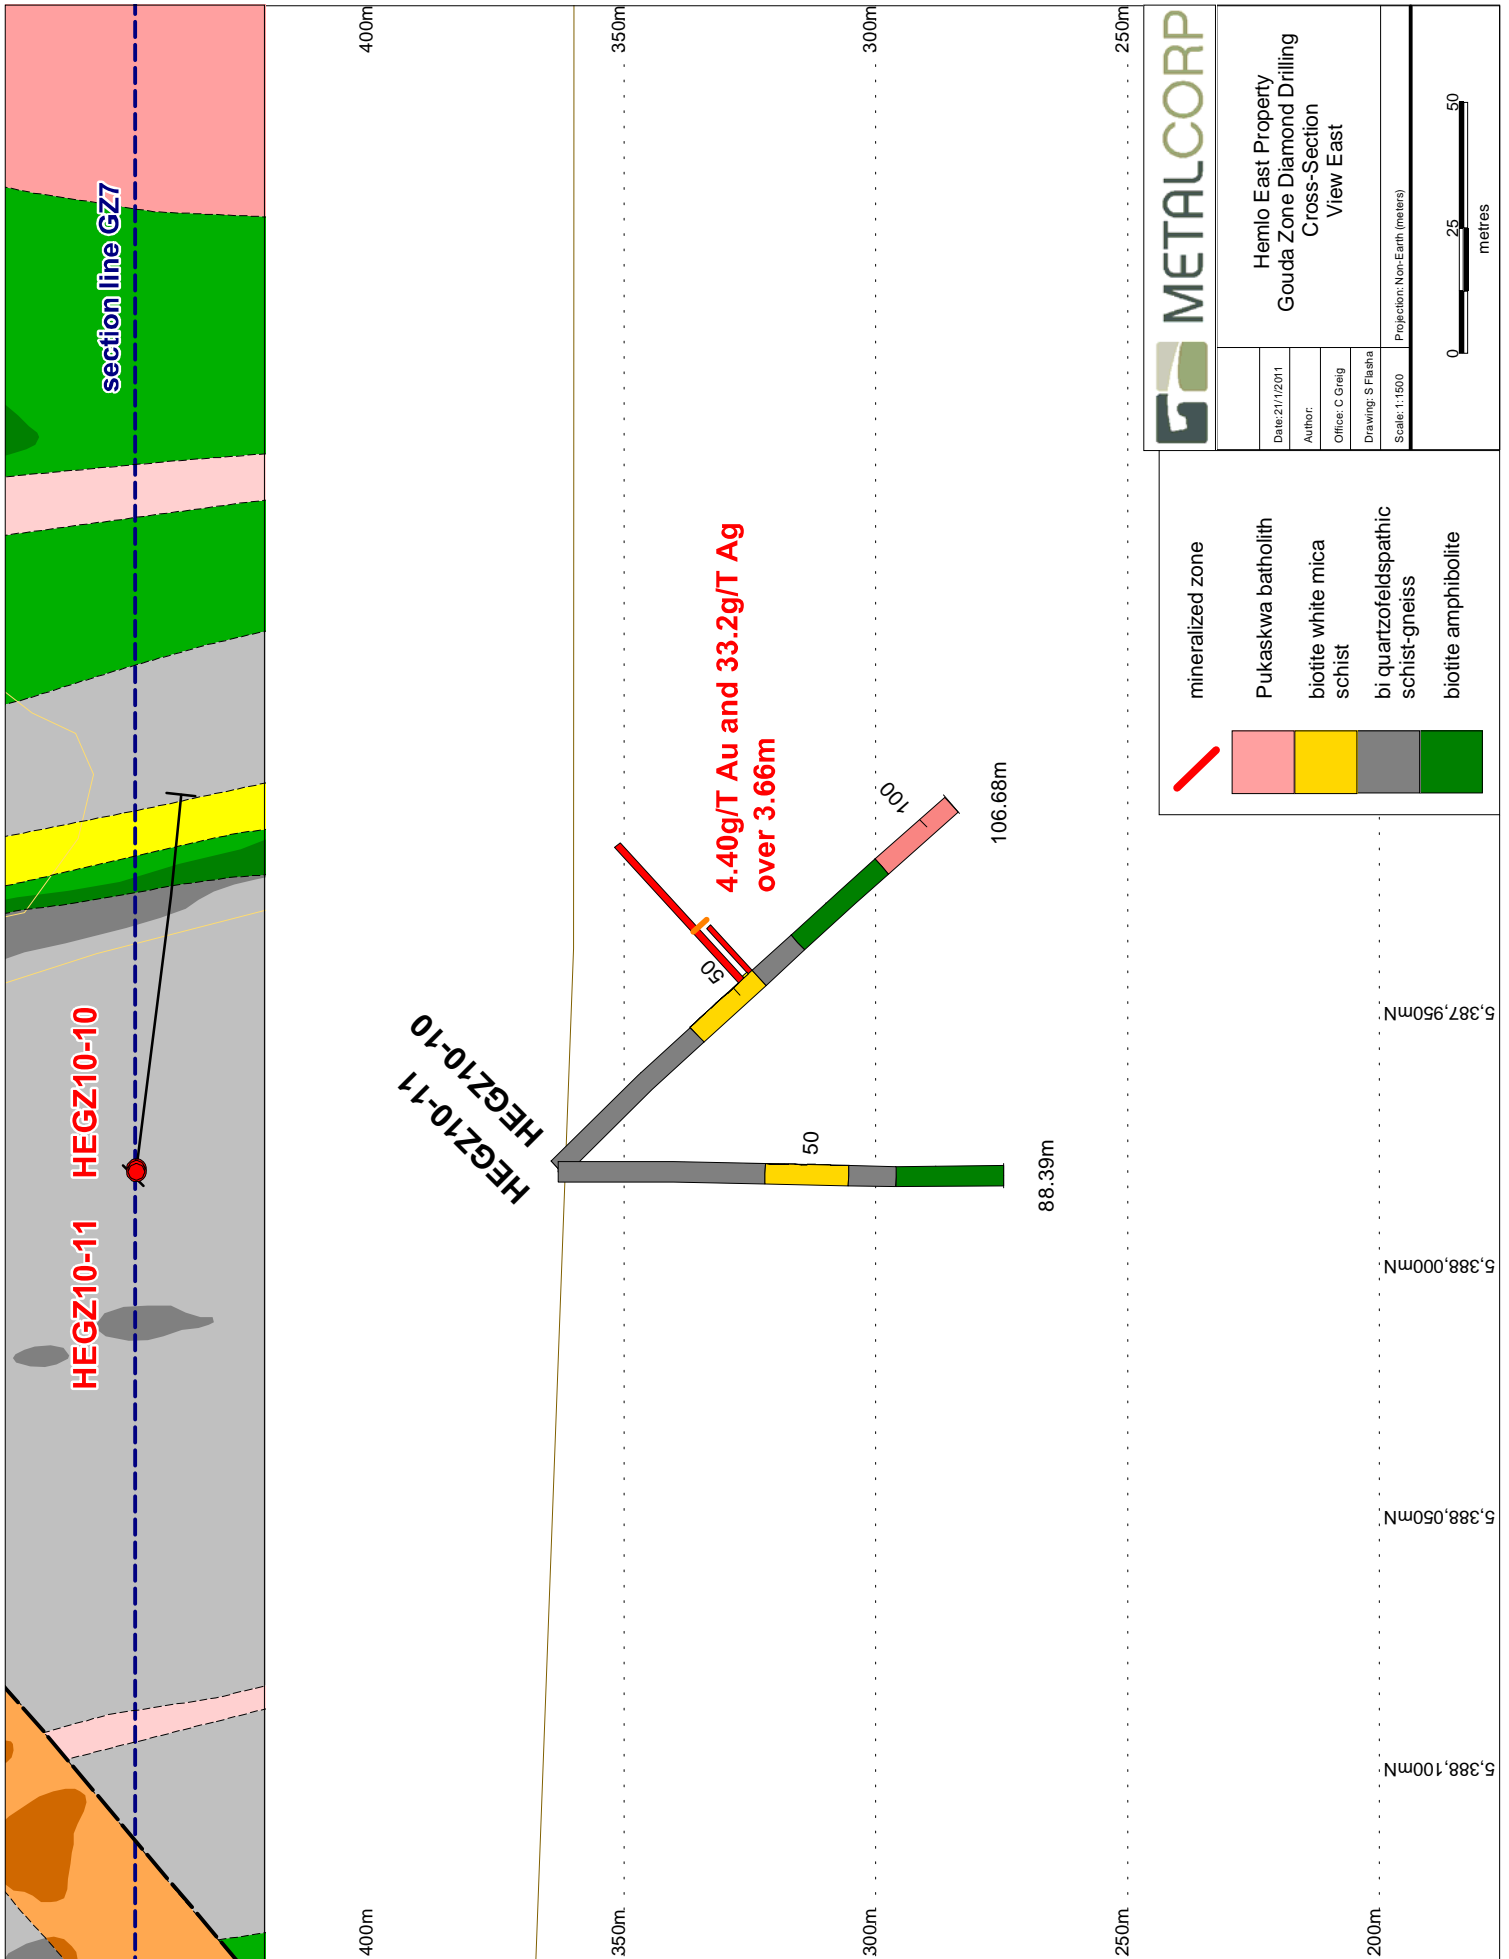 section line GZ7
HEGZ10-11
HEGZ10-10
400m
400m
350m
350m
300m
300m
250m
250m
200m
HEGZ10-11
HEGZ10-10
50
50
100
4.40g/T Au and 33.2g/T Ag
over 3.66m
88.39m
106.68m
5,388,100mN
5,388,050mN
5,388,000mN
5,387,950mN
mineralized zone
Pukaskwa batholith
biotite white mica
schist
bi quartzofeldspathic
schist-gneiss
biotite amphibolite
METALCORP
Hemlo East Property
Gouda Zone Diamond Drilling
Cross-Section
View East
Date:21/1/2011
Author:
Office: C Greig
Drawing: S Flasha
Scale: 1:1500
Projection: Non-Earth (meters)
0
25
50
metres